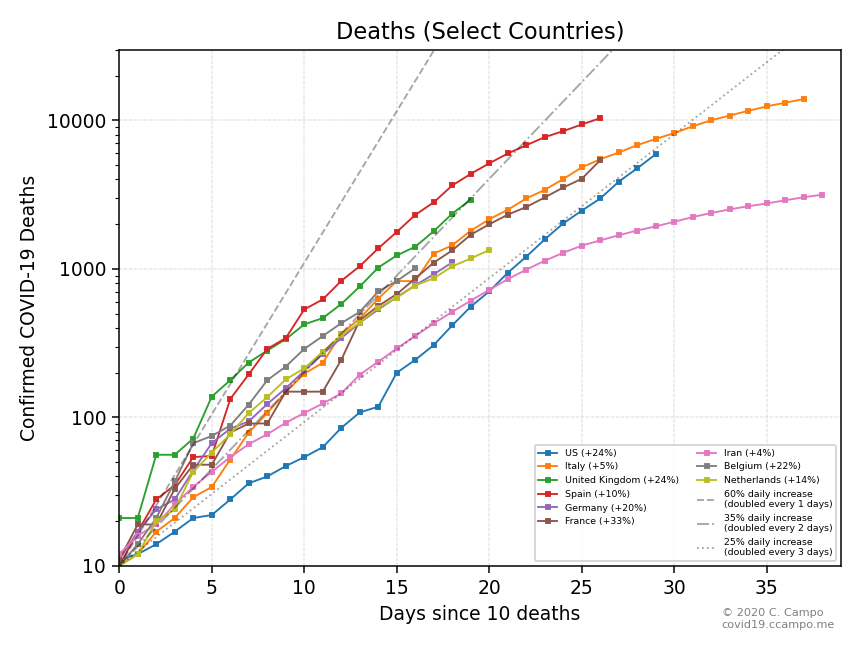 Deaths (Select Countries)
Confirmed COVID-19 Deaths
10000
1000
100
10
0 5 10 15 20 25 30 35
Days since 10 deaths
US (+24%)
Italy (+5%)
United Kingdom (+24%)
Spain (+10%)
Germany (+20%)
France (+33%)
Iran (+4%)
Belgium (+22%)
Netherlands (+14%)
60% daily increase
(doubled every 1 days)
35% daily increase
(doubled every 2 days)
25% daily increase
(doubled every 3 days)
© 2020 C. Campo
covid19.ccampo.me